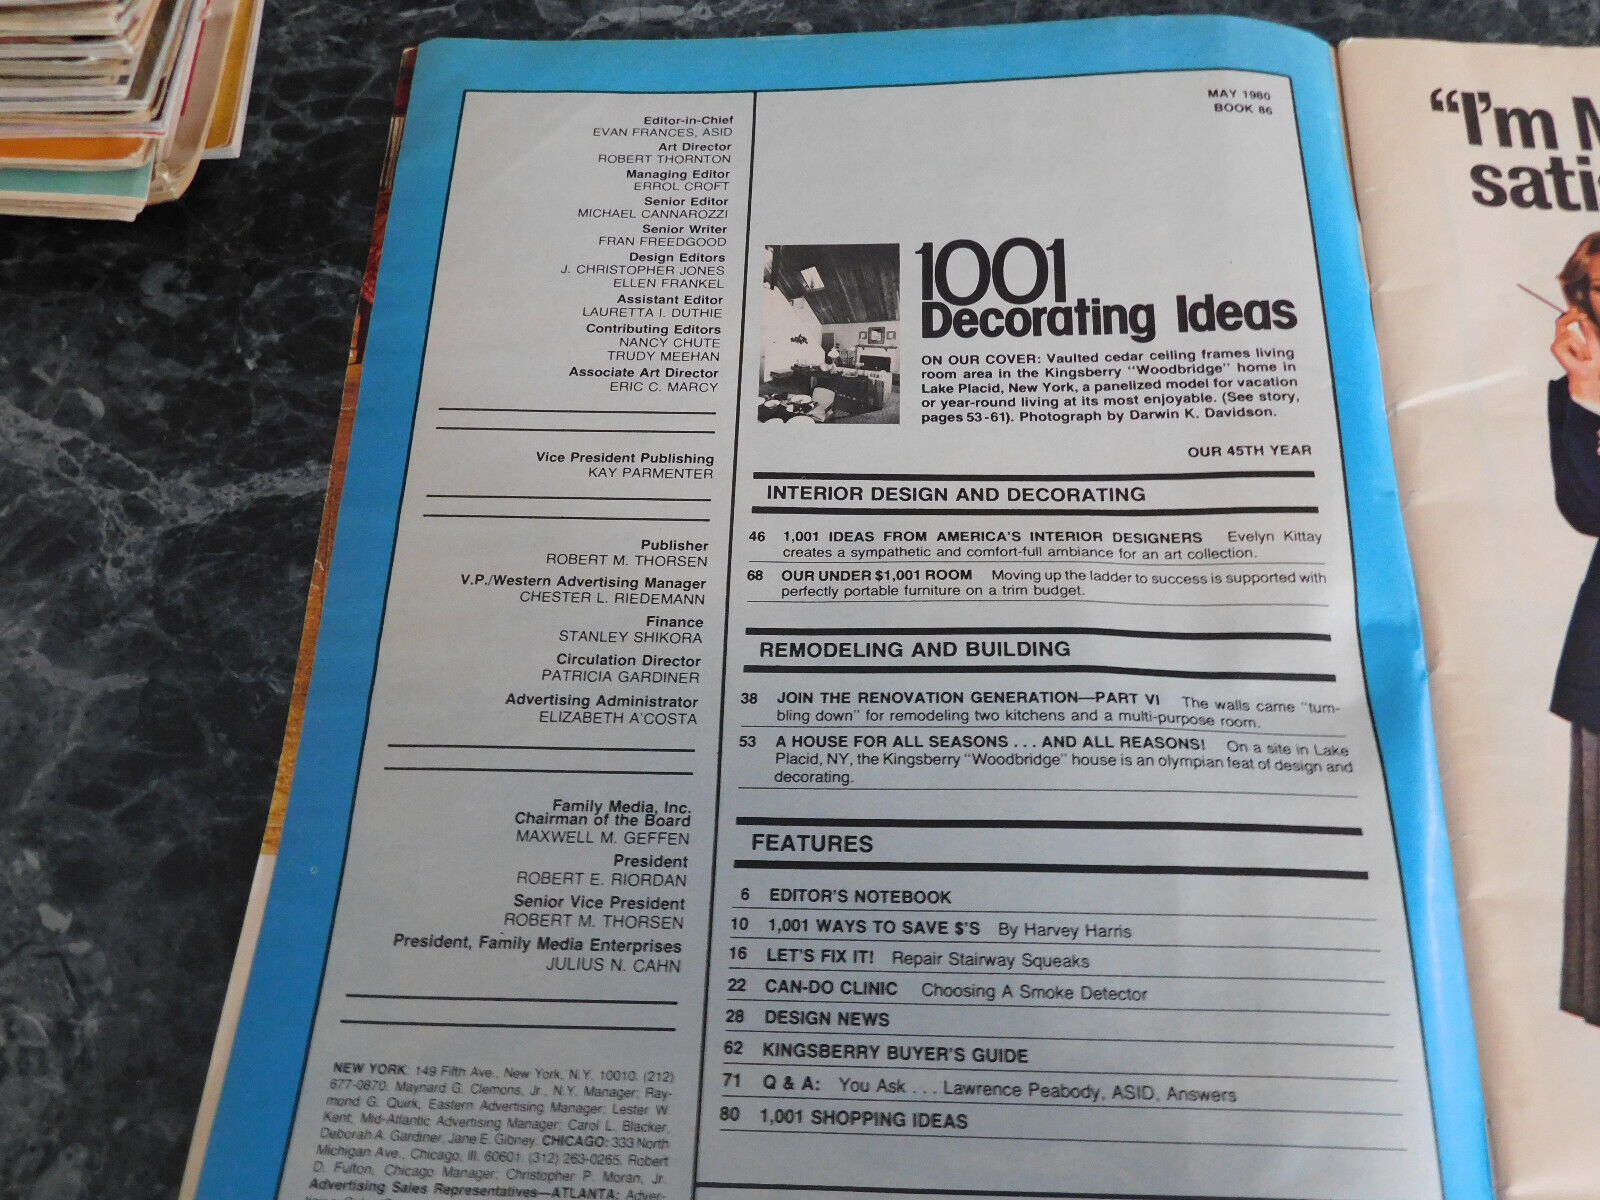 Editor-in-Chief
EVAN FRANCES, ASID
Art Director
ROBERT THORNTON
Managing Editor
ERROL CROFT
Senior Editor
MICHAEL CANNAROZZI
Senior Writer
FRAN FREEDGOOD
Design Editors
J. CHRISTOPHER JONES
ELLEN FRANKEL
Assistant Editor
LAURETTA I. DUTHIE
Contributing Editors
NANCY CHUTE
TRUDY MEEHAN
Associate Art Director
ERIC C. MARCY
Vice President Publishing
KAY PARMENTER
Publisher
ROBERT M. THORSEN
V.P./Western Advertising Manager
CHESTER L. RIEDEMANN
Finance
STANLEY SHIKORA
Circulation Director
PATRICIA GARDINER
Advertising Administrator
ELIZABETH A'COSTA
Family Media, Inc.
Chairman of the Board
MAXWELL M. GEFFEN
President
ROBERT E. RIORDAN
Senior Vice President
ROBERT M. THORSEN
President, Family Media Enterprises
JULIUS N. CAHN
NEW YORK: 149 Fifth Ave., New York, N.Y. 10010. (212)
677-0870. Maynard G. Clemons, Jr., N.Y. Manager; Ray-
mond G. Quirk, Eastern Advertising Manager; Lester W.
Kent, Mid-Atlantic Advertising Manager; Carol L. Blacker,
Deborah A. Gardiner, Jane E. Gibney. CHICAGO: 333 North
Michigan Ave., Chicago, Ill. 60601. (312) 263-0265. Robert
D. Fulton, Chicago Manager; Christopher P. Moran, Jr.
Advertising Sales Representatives—ATLANTA: Adver-
MAY 1980
BOOK 86
1001
Decorating Ideas
ON OUR COVER: Vaulted cedar ceiling frames living
room area in the Kingsberry "Woodbridge" home in
Lake Placid, New York, a panelized model for vacation
or year-round living at its most enjoyable. (See story,
pages 53-61). Photograph by Darwin K. Davidson.
OUR 45TH YEAR
INTERIOR DESIGN AND DECORATING
46 1,001 IDEAS FROM AMERICA'S INTERIOR DESIGNERS Evelyn Kittay
creates a sympathetic and comfort-full ambiance for an art collection.
68 OUR UNDER $1,001 ROOM Moving up the ladder to success is supported with
perfectly portable furniture on a trim budget.
REMODELING AND BUILDING
38 JOIN THE RENOVATION GENERATION—PART VI The walls came "tum-
bling down" for remodeling two kitchens and a multi-purpose room.
53 A HOUSE FOR ALL SEASONS . . . AND ALL REASONS! On a site in Lake
Placid, NY, the Kingsberry "Woodbridge" house is an olympian feat of design and
decorating.
FEATURES
6 EDITOR'S NOTEBOOK
10 1,001 WAYS TO SAVE $'S By Harvey Harris
16 LET'S FIX IT! Repair Stairway Squeaks
22 CAN-DO CLINIC Choosing A Smoke Detector
28 DESIGN NEWS
62 KINGSBERRY BUYER'S GUIDE
71 Q & A: You Ask . . . Lawrence Peabody, ASID, Answers
80 1,001 SHOPPING IDEAS
"I'm
sati